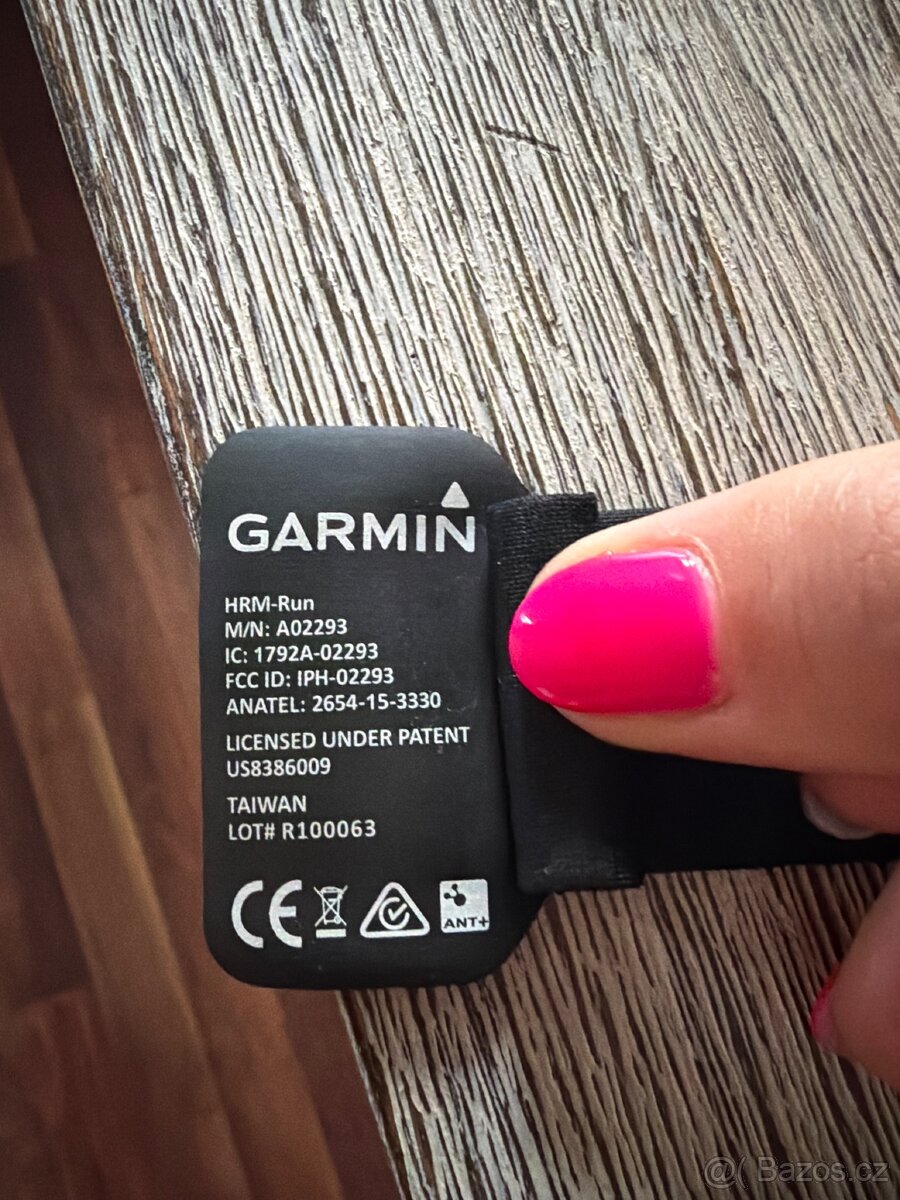 GARMIN
HRM-Run
M/N: A02293
IC: 1792A-02293
FCC ID: IPH-02293
ANATEL: 2654-15-3330
LICENSED UNDER PATENT
US8386009
TAIWAN
LOT# R100063
CE
ANT+
@( Bazos.cz